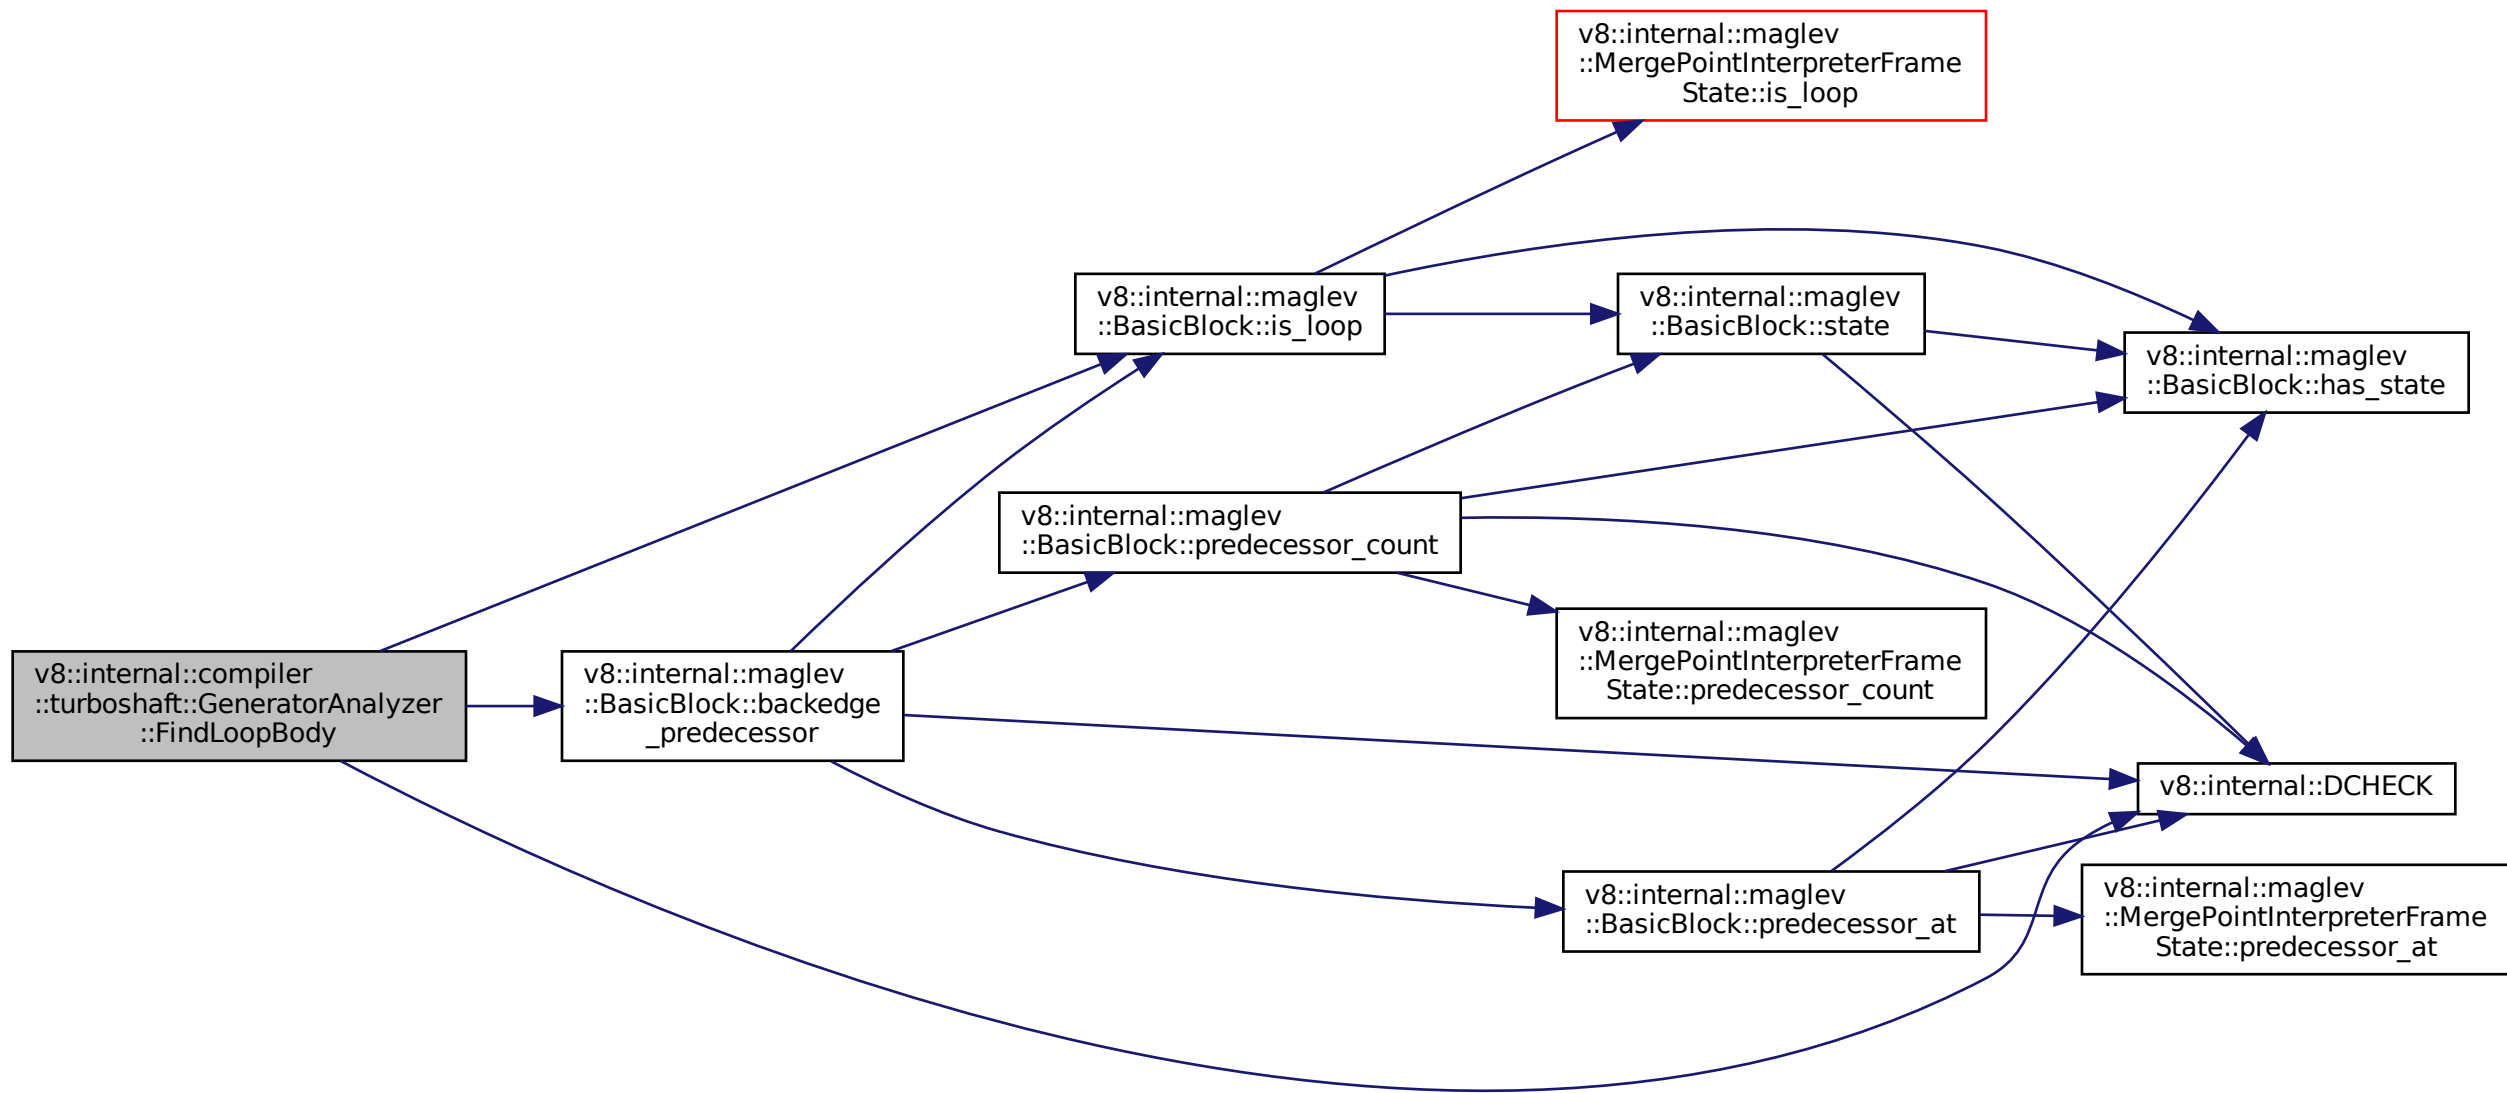 v8::internal::maglev
::MergePointInterpreterFrame
State::is_loop
v8::internal::maglev
::BasicBlock::is_loop
v8::internal::maglev
::BasicBlock::state
v8::internal::maglev
::BasicBlock::has_state
v8::internal::maglev
::BasicBlock::predecessor_count
v8::internal::maglev
::MergePointInterpreterFrame
State::predecessor_count
v8::internal::compiler
::turboshaft::GeneratorAnalyzer
::FindLoopBody
v8::internal::maglev
::BasicBlock::backedge
_predecessor
v8::internal::DCHECK
v8::internal::maglev
::BasicBlock::predecessor_at
v8::internal::maglev
::MergePointInterpreterFrame
State::predecessor_at